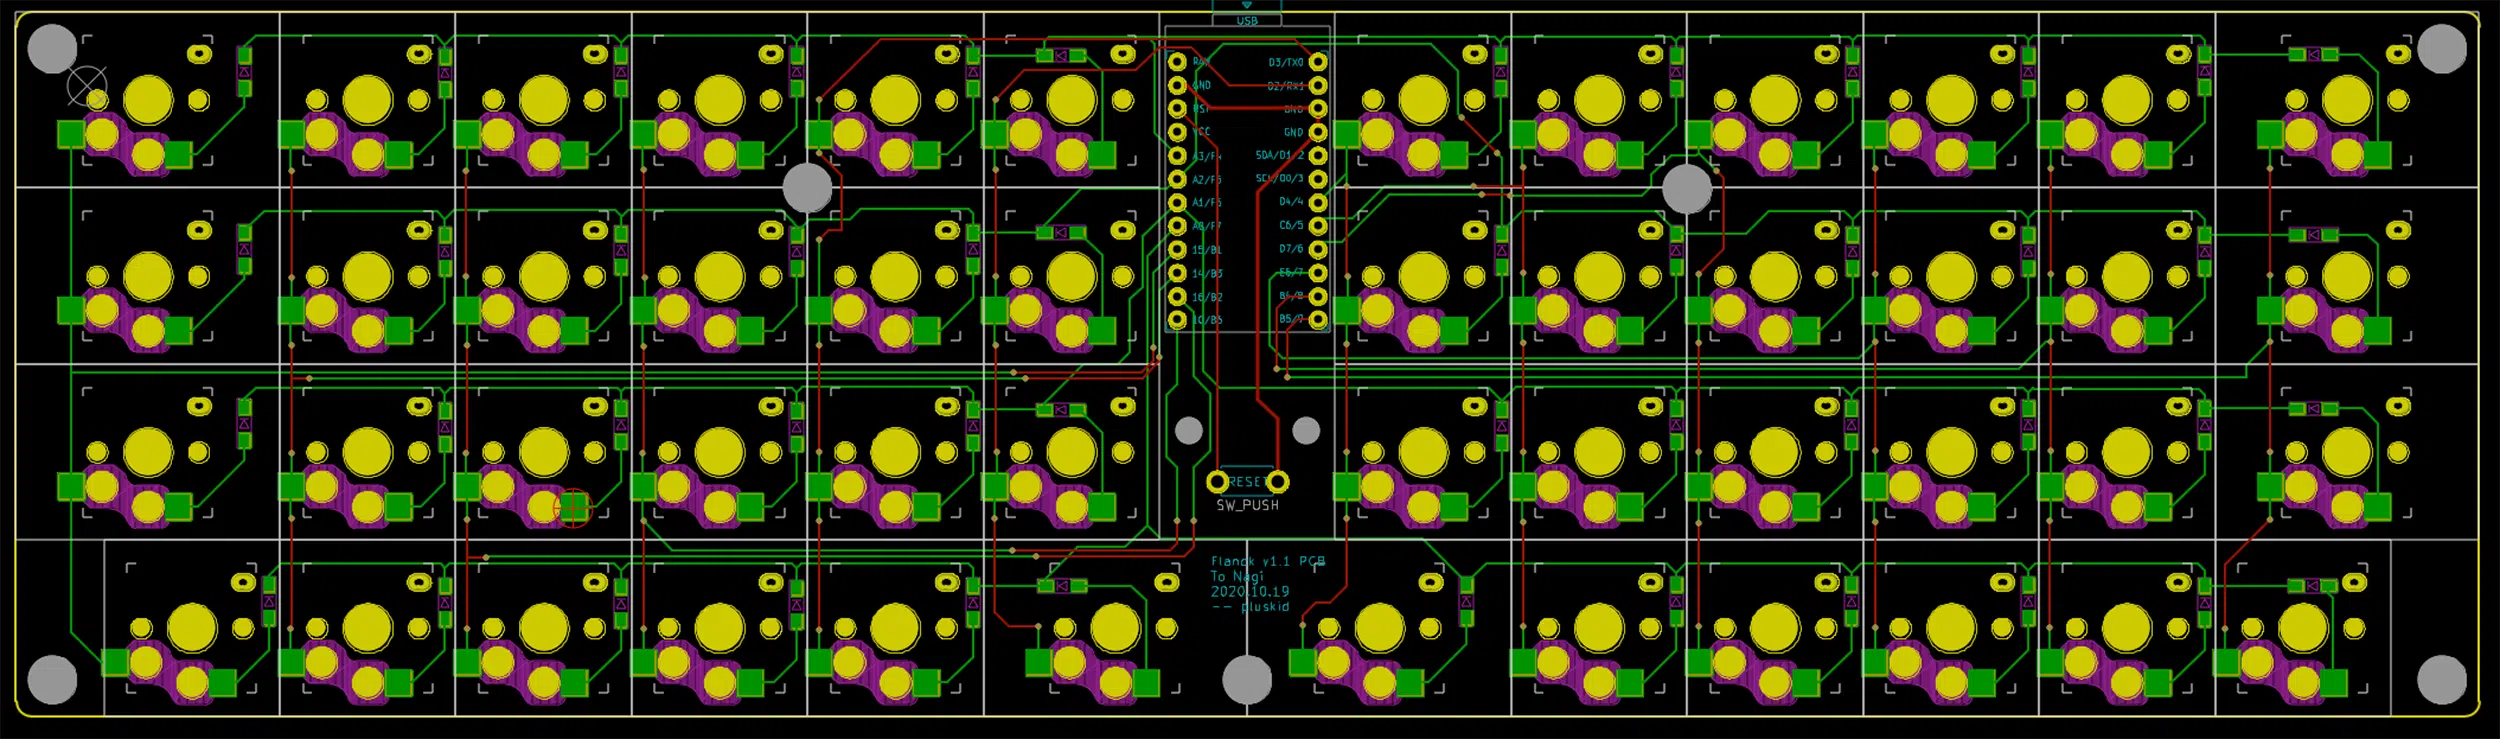 USB
RAW
GND
RST
VCC
A3/F4
A2/F5
A1/F6
A0/F7
15/B1
14/B3
16/B2
10/B6
D3/TX0
D2/RX1
GND
GND
SDA/D1/2
SCL/D0/3
D4/4
C6/5
D7/6
E6/7
B4/8
B5/9
RESET
SW_PUSH
Flanck v1.1 PCB
To Nagi
2020.10.19
-- pluskid